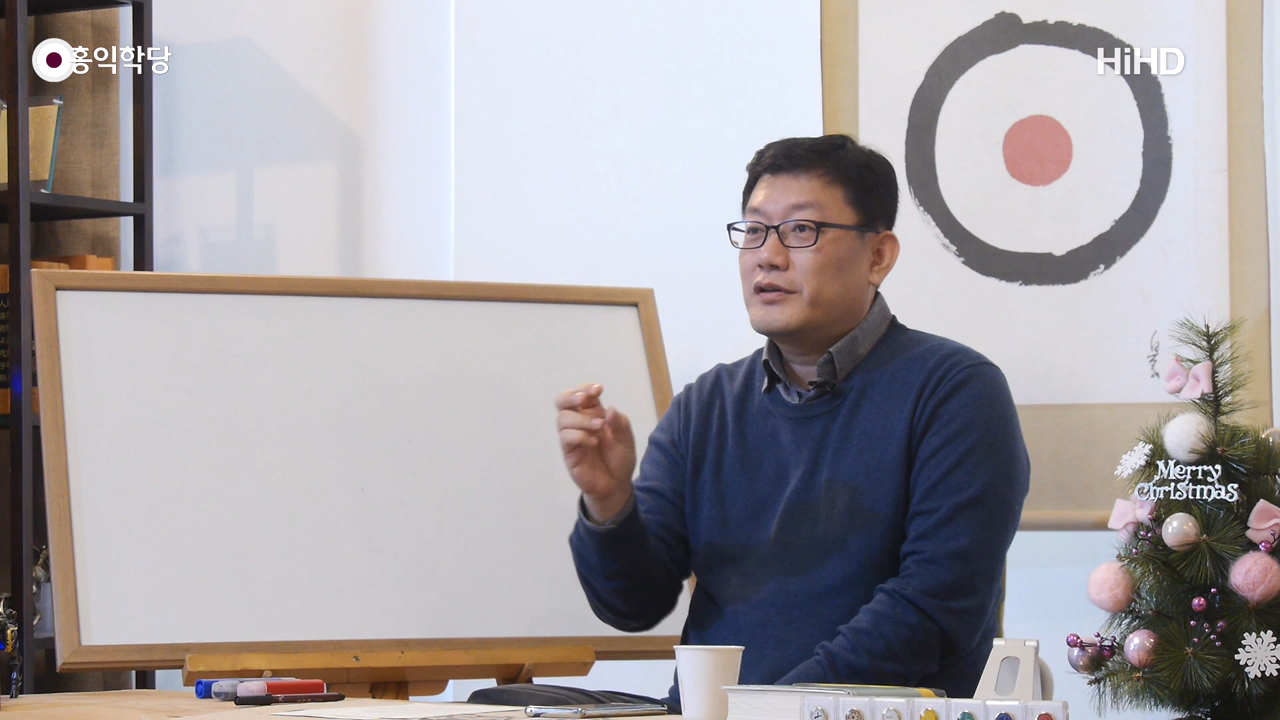 홍익학당
HiHD
Merry
Christmas